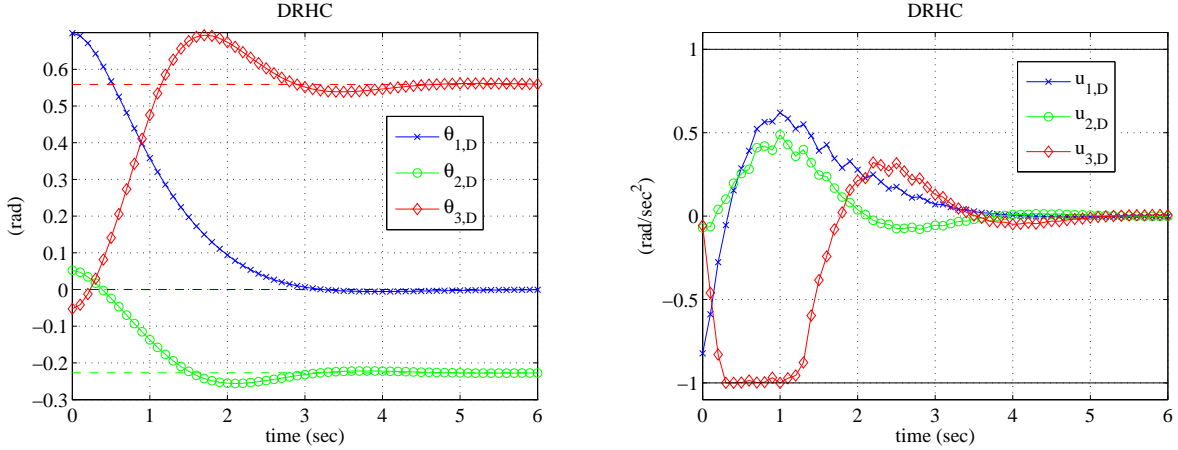 DRHC
0.6
0.5
0.4
0.3
0.2
0.1
0
−0.1
−0.2
−0.3
(rad)
θ1,D
θ2,D
θ3,D
0 1 2 3 4 5 6
time (sec)
DRHC
1
0.5
0
−0.5
−1
(rad/sec²)
u1,D
u2,D
u3,D
0 1 2 3 4 5 6
time (sec)